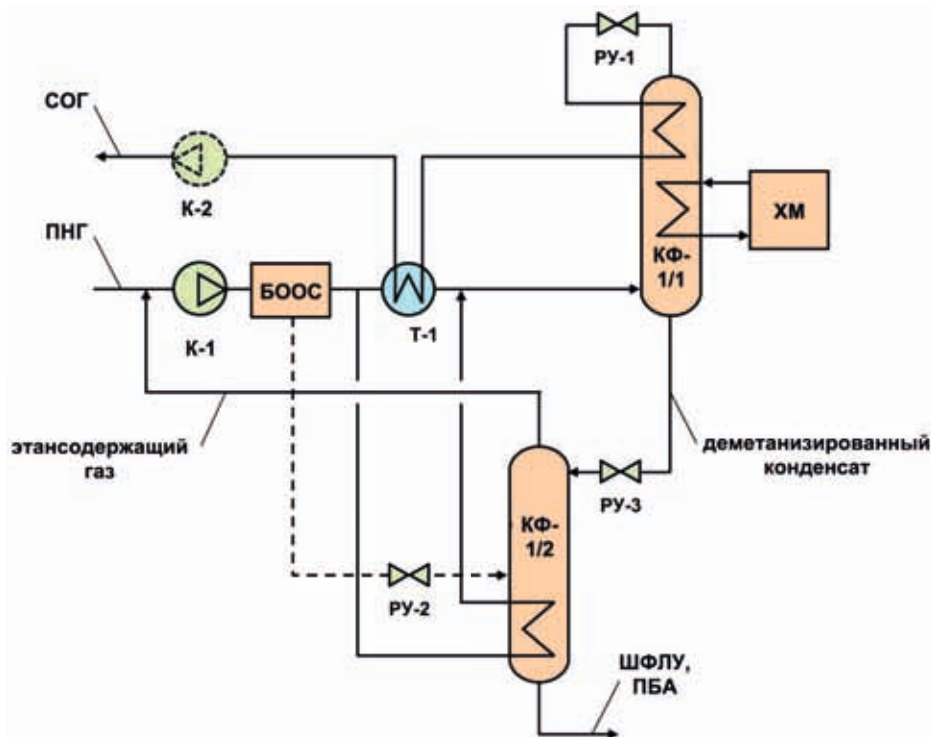 РУ-1
СОГ
К-2
ПНГ
ХМ
КФ-
1/1
БООС
К-1
Т-1
этансодержащий
газ
деметанизированный
конденсат
РУ-3
КФ-
1/2
РУ-2
ШФЛУ,
ПБА